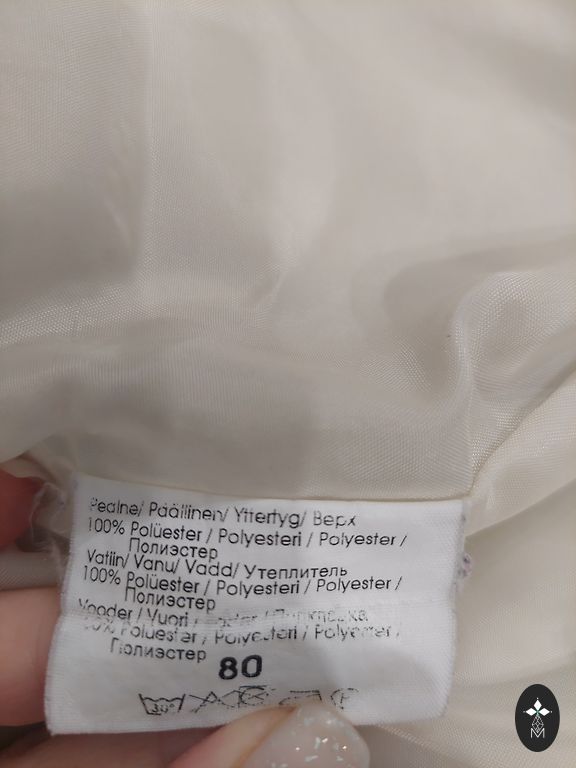 Pealne/ Päällinen/ Yttertyg/ Верх
100% Polüester / Polyesteri / Polyester /
Полиэстер
Vatiin/ Vanu/ Vadd/ Утеплитель
100% Polüester / Polyesteri / Polyester /
Полиэстер
Vooder / Vuori /
Polüester / Polyesteri / Polyester /
Полиэстер
80
30°
M